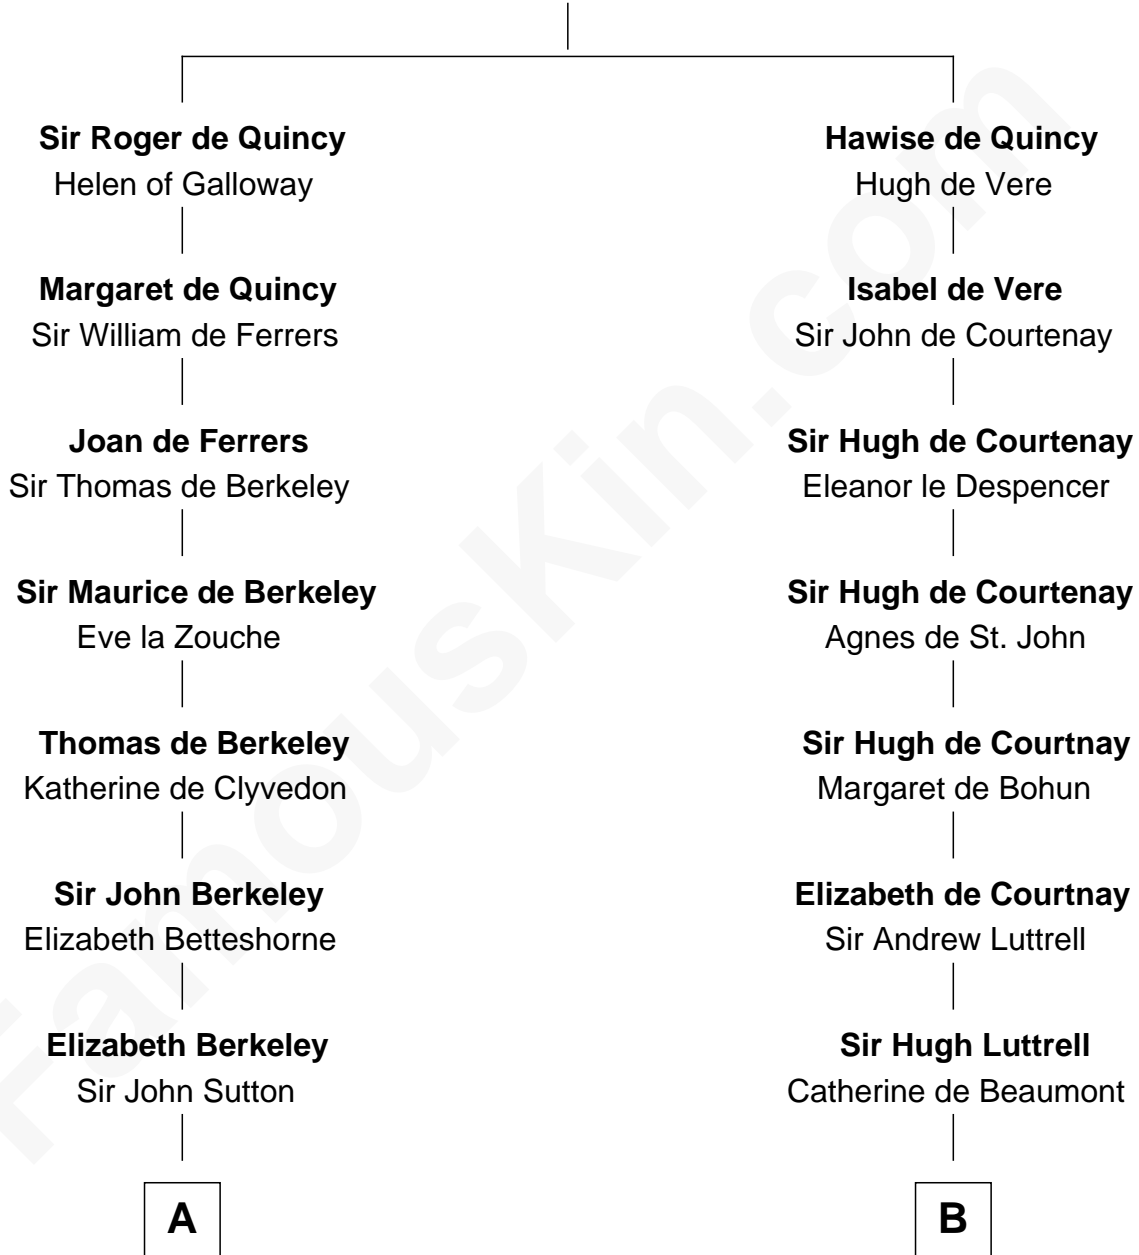 Sir Roger de Quincy
Helen of Galloway
Margaret de Quincy
Sir William de Ferrers
Joan de Ferrers
Sir Thomas de Berkeley
Sir Maurice de Berkeley
Eve la Zouche
Thomas de Berkeley
Katherine de Clyvedon
Sir John Berkeley
Elizabeth Betteshorne
Elizabeth Berkeley
Sir John Sutton
A
Hawise de Quincy
Hugh de Vere
Isabel de Vere
Sir John de Courtenay
Sir Hugh de Courtenay
Eleanor le Despencer
Sir Hugh de Courtenay
Agnes de St. John
Sir Hugh de Courtnay
Margaret de Bohun
Elizabeth de Courtnay
Sir Andrew Luttrell
Sir Hugh Luttrell
Catherine de Beaumont
B
FamousKin.com